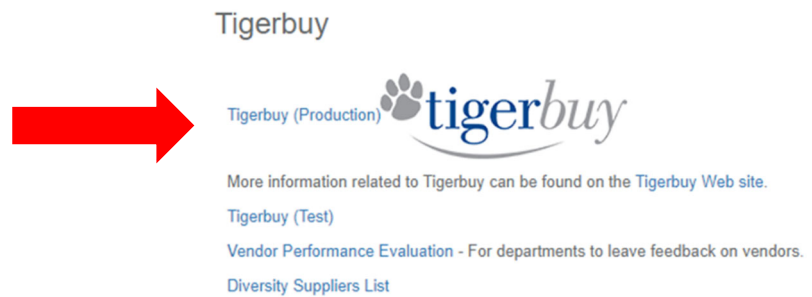 Tigerbuy
Tigerbuy (Production) tigerbuy
More information related to Tigerbuy can be found on the Tigerbuy Web site.
Tigerbuy (Test)
Vendor Performance Evaluation - For departments to leave feedback on vendors.
Diversity Suppliers List